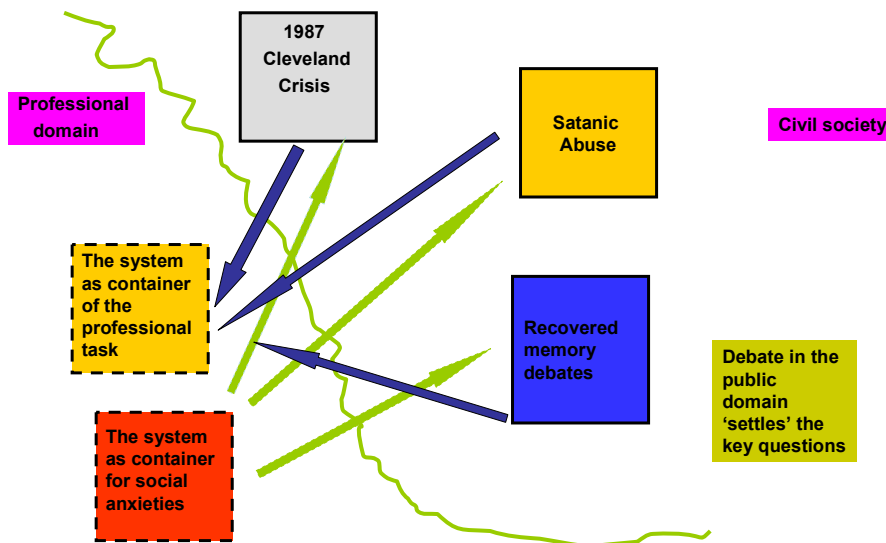 1987
Cleveland
Crisis
Professional
domain
Satanic
Abuse
Civil society
The system
as container
of the
professional
task
Recovered
memory
debates
Debate in the
public
domain
‘settles’ the
key questions
The system
as container
for social
anxieties